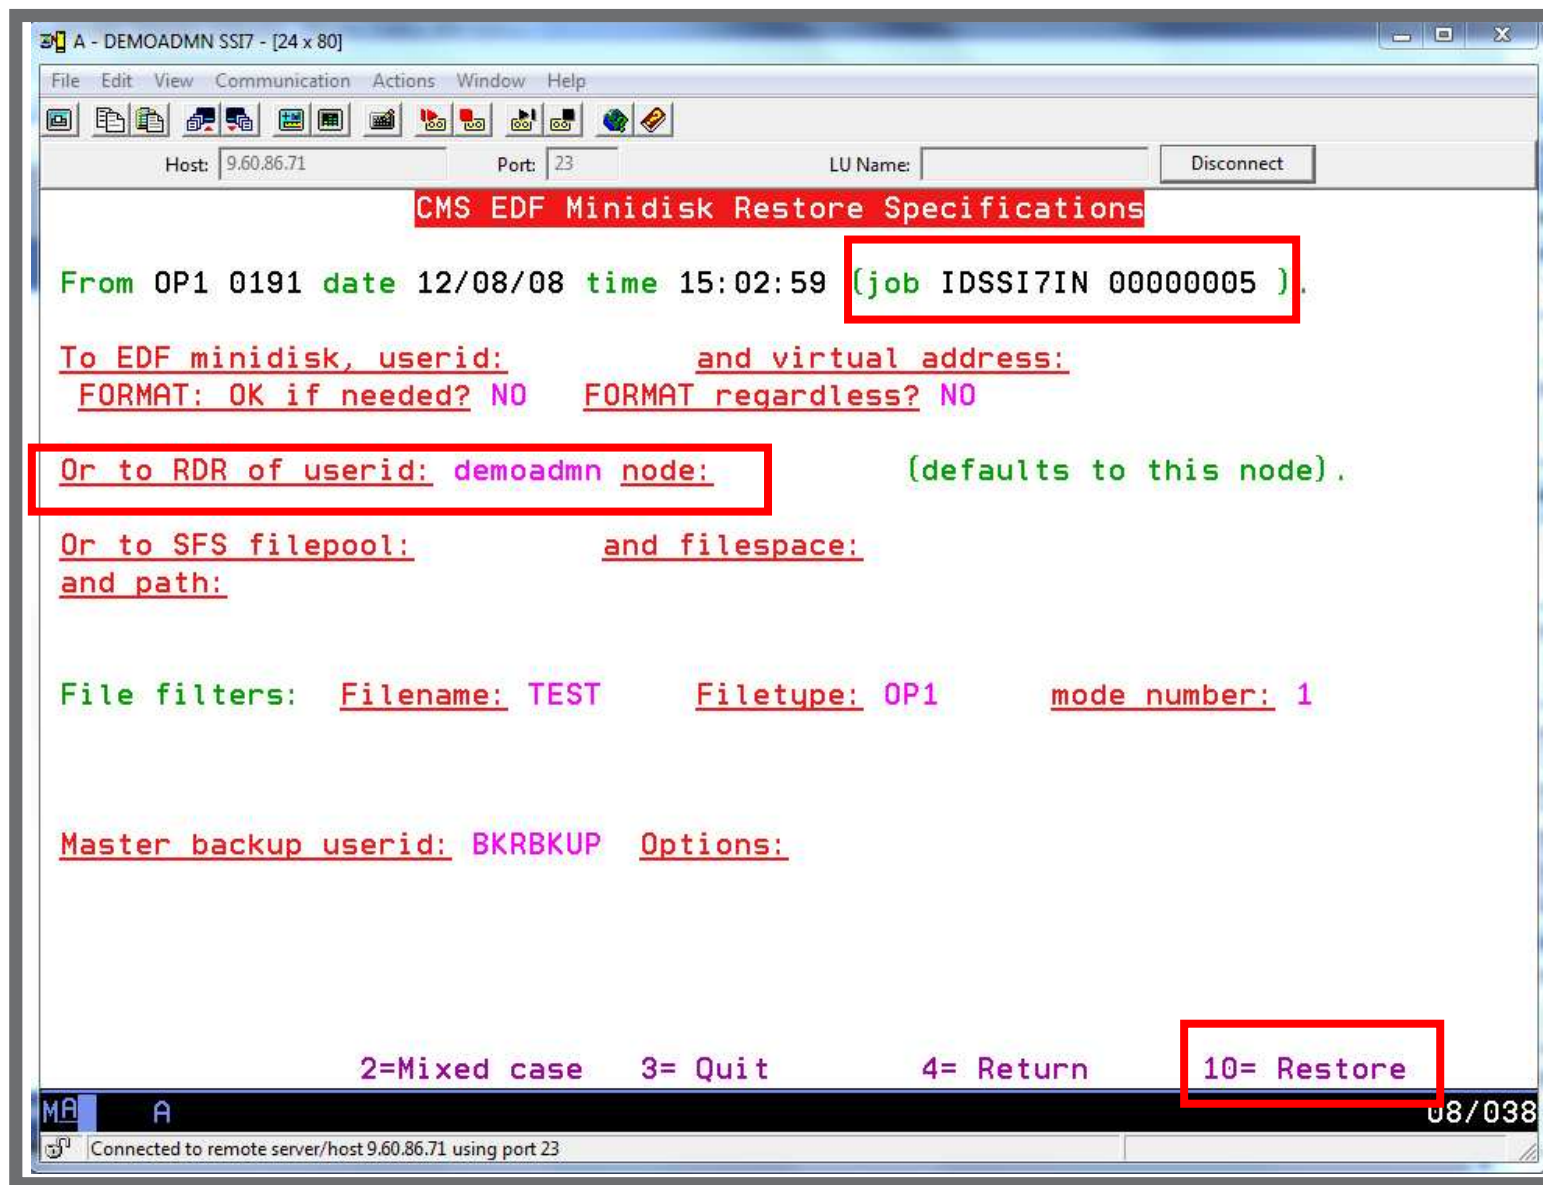 A - DEMOADMN SSI7 - [24 x 80]
File Edit View Communication Actions Window Help
Host: 9.60.86.71 Port: 23 LU Name: Disconnect
CMS EDF Minidisk Restore Specifications
From OP1 0191 date 12/08/08 time 15:02:59 (job IDSSI7IN 00000005 ).
To EDF minidisk, userid: and virtual address:
FORMAT: OK if needed? NO FORMAT regardless? NO
Or to RDR of userid: demoadmn node: (defaults to this node).
Or to SFS filepool: and filespace:
and path:
File filters: Filename: TEST Filetype: OP1 mode number: 1
Master backup userid: BKRBKUP Options:
2=Mixed case 3= Quit 4= Return 10= Restore
MA A 08/038
Connected to remote server/host 9.60.86.71 using port 23